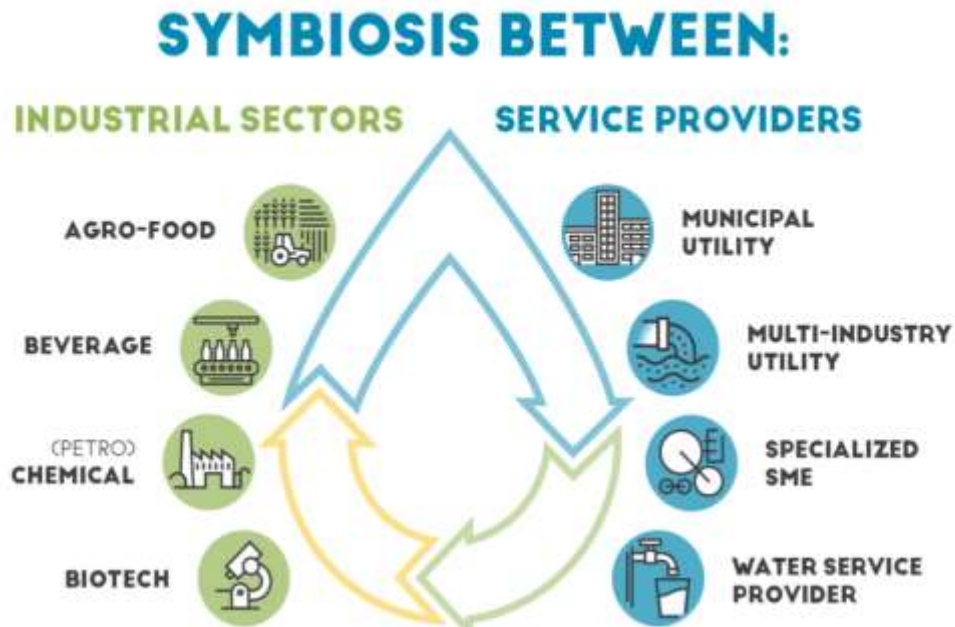 SYMBIOSIS BETWEEN:
INDUSTRIAL SECTORS
AGRO-FOOD
BEVERAGE
(PETRO)
CHEMICAL
BIOTECH
SERVICE PROVIDERS
MUNICIPAL
UTILITY
MULTI-INDUSTRY
UTILITY
SPECIALIZED
SME
WATER SERVICE
PROVIDER